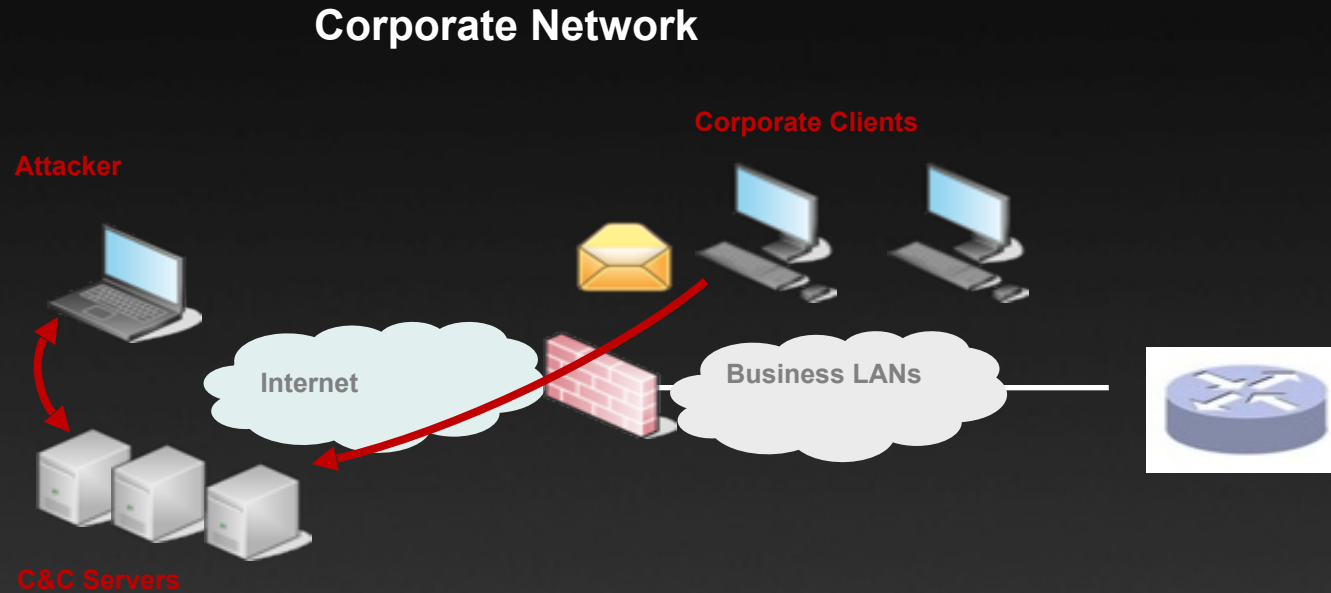 Corporate Network
Corporate Clients
Attacker
Internet
Business LANs
C&C Servers